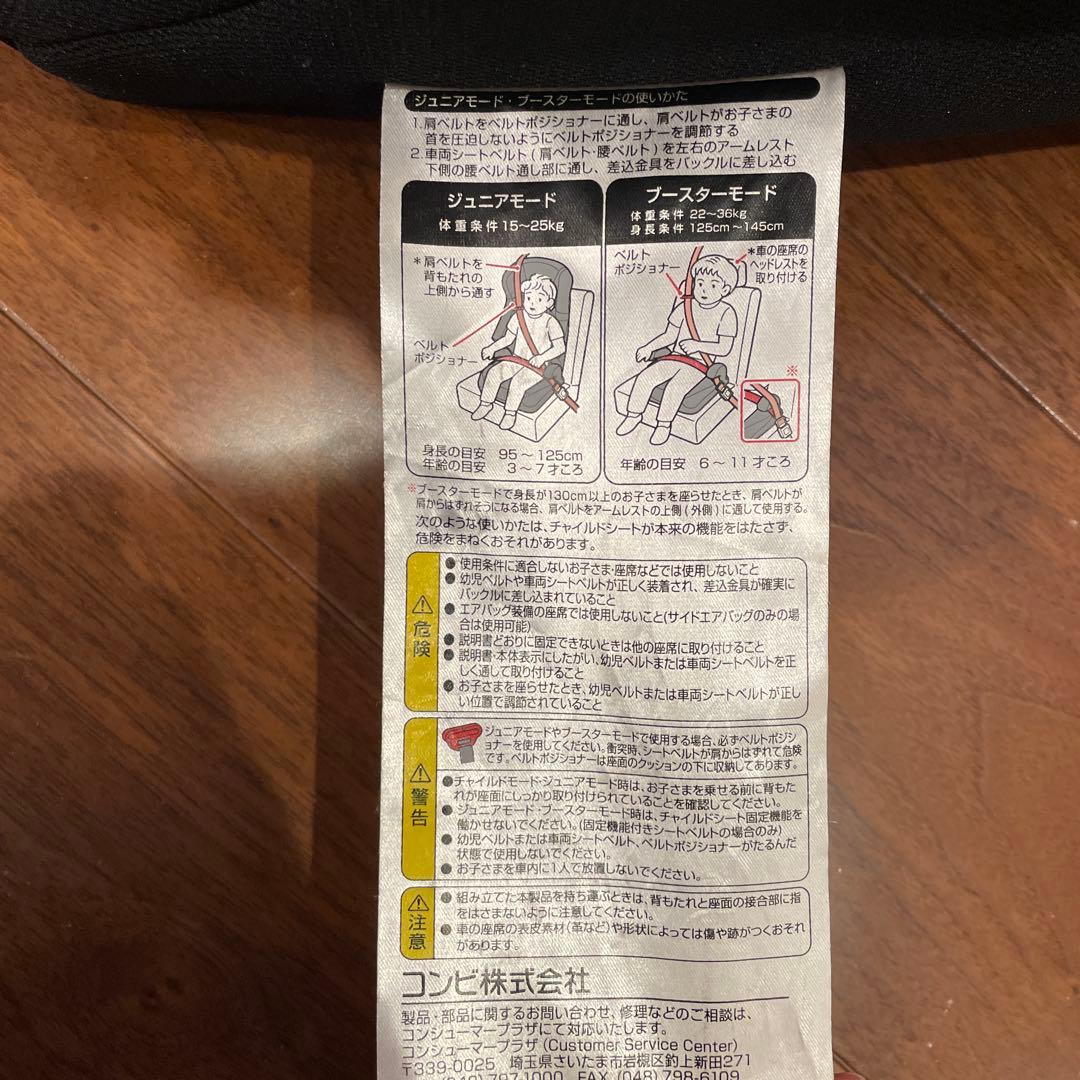 ジュニアモード・ブースターモードの使いかた
1.肩ベルトをベルトポジショナーに通し、肩ベルトがお子さまの
首を圧迫しないようにベルトポジショナーを調節する
2.車両シートベルト(肩ベルト・腰ベルト)を左右のアームレスト
下側の腰ベルト通し部に通し、差込金具をバックルに差し込む
ジュニアモード
体重条件 15～25kg
*肩ベルトを
背もたれの
上側から通す
ベルト
ポジショナー
身長の目安 95～125cm
年齢の目安 3～7才ころ
ブースターモード
体重条件 22～36kg
身長条件 125cm～145cm
ベルト
ポジショナー
*車の座席の
ヘッドレストを
取り付ける
※
年齢の目安 6～11才ころ
※ブースターモードで身長が130cm以上のお子さまを座らせたとき、肩ベルトが
肩からはずれそうになる場合、肩ベルトをアームレストの上側(外側)に通して使用する。
次のような使いかたは、チャイルドシートが本来の機能をはたさず、
危険をまねくおそれがあります。
危険
●使用条件に適合しないお子さま・座席などでは使用しないこと
●幼児ベルトや車両シートベルトが正しく装着され、差込金具が確実に
バックルに差し込まれていること
●エアバッグ装備の座席では使用しないこと(サイドエアバッグのみの場
合は使用可能)
●説明書どおりに固定できないときは他の座席に取り付けること
●説明書・本体表示にしたがい、幼児ベルトまたは車両シートベルトを正
しく通して取り付けること
●お子さまを座らせたとき、幼児ベルトまたは車両シートベルトが正し
い位置で調節されていること
警告
ジュニアモードやブースターモードで使用する場合、必ずベルトポジシ
ョナーを使用してください。衝突時、シートベルトが肩からはずれて危険
です。ベルトポジショナーは座面のクッションの下に収納してあります。
●チャイルドモード・ジュニアモード時は、お子さまを乗せる前に背もた
れが座面にしっかり取り付けられていることを確認してください。
●ジュニアモード・ブースターモード時は、チャイルドシート固定機能を
働かせないでください。(固定機能付きシートベルトの場合のみ)
●幼児ベルトまたは車両シートベルト、ベルトポジショナーがたるんだ
状態で使用しないでください。
●お子さまを車内に1人で放置しないでください。
注意
●組み立てた本製品を持ち運ぶときは、背もたれと座面の接合部に指
をはさまないように注意してください。
●車の座席の表皮素材(革など)や形状によっては傷や跡がつくおそれ
があります。
コンビ株式会社
製品・部品に関するお問い合わせ、修理などのご相談は、
コンシューマープラザにて対応いたします。
コンシューマープラザ (Customer Service Center)
〒339-0025 埼玉県さいたま市岩槻区釣上新田271
(048) 797-1000 FAX (048) 798-6109